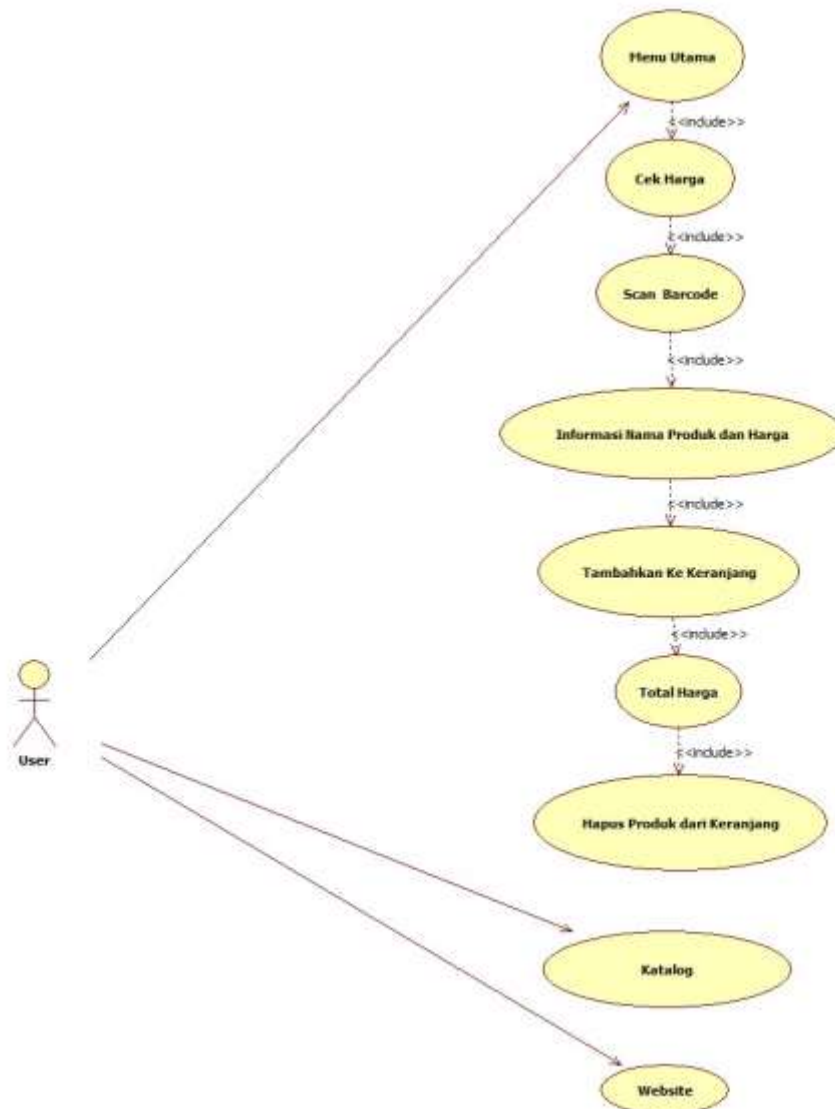 Menu Utama
<<include>>
Cek Harga
<<include>>
Scan Barcode
<<include>>
Informasi Nama Produk dan Harga
<<include>>
Tambahkan Ke Keranjang
<<include>>
Total Harga
<<include>>
Hapus Produk dari Keranjang
User
Katalog
Website